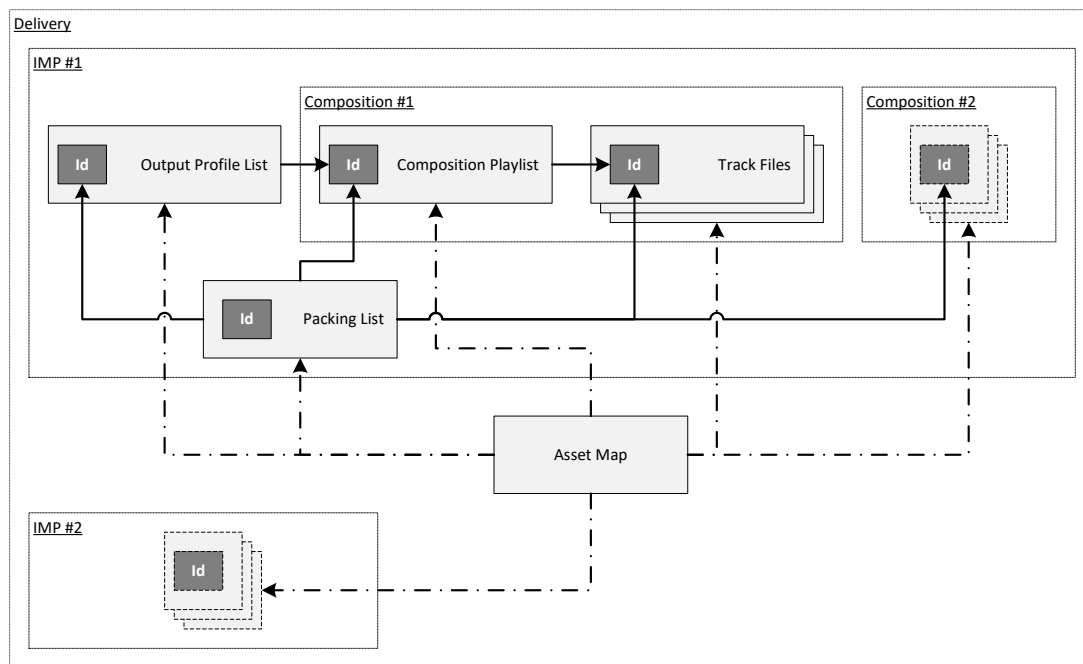 Delivery
IMP #1
Composition #1
Composition #2
Id
Output Profile List
Id
Composition Playlist
Id
Track Files
Id
Id
Packing List
Asset Map
IMP #2
Id